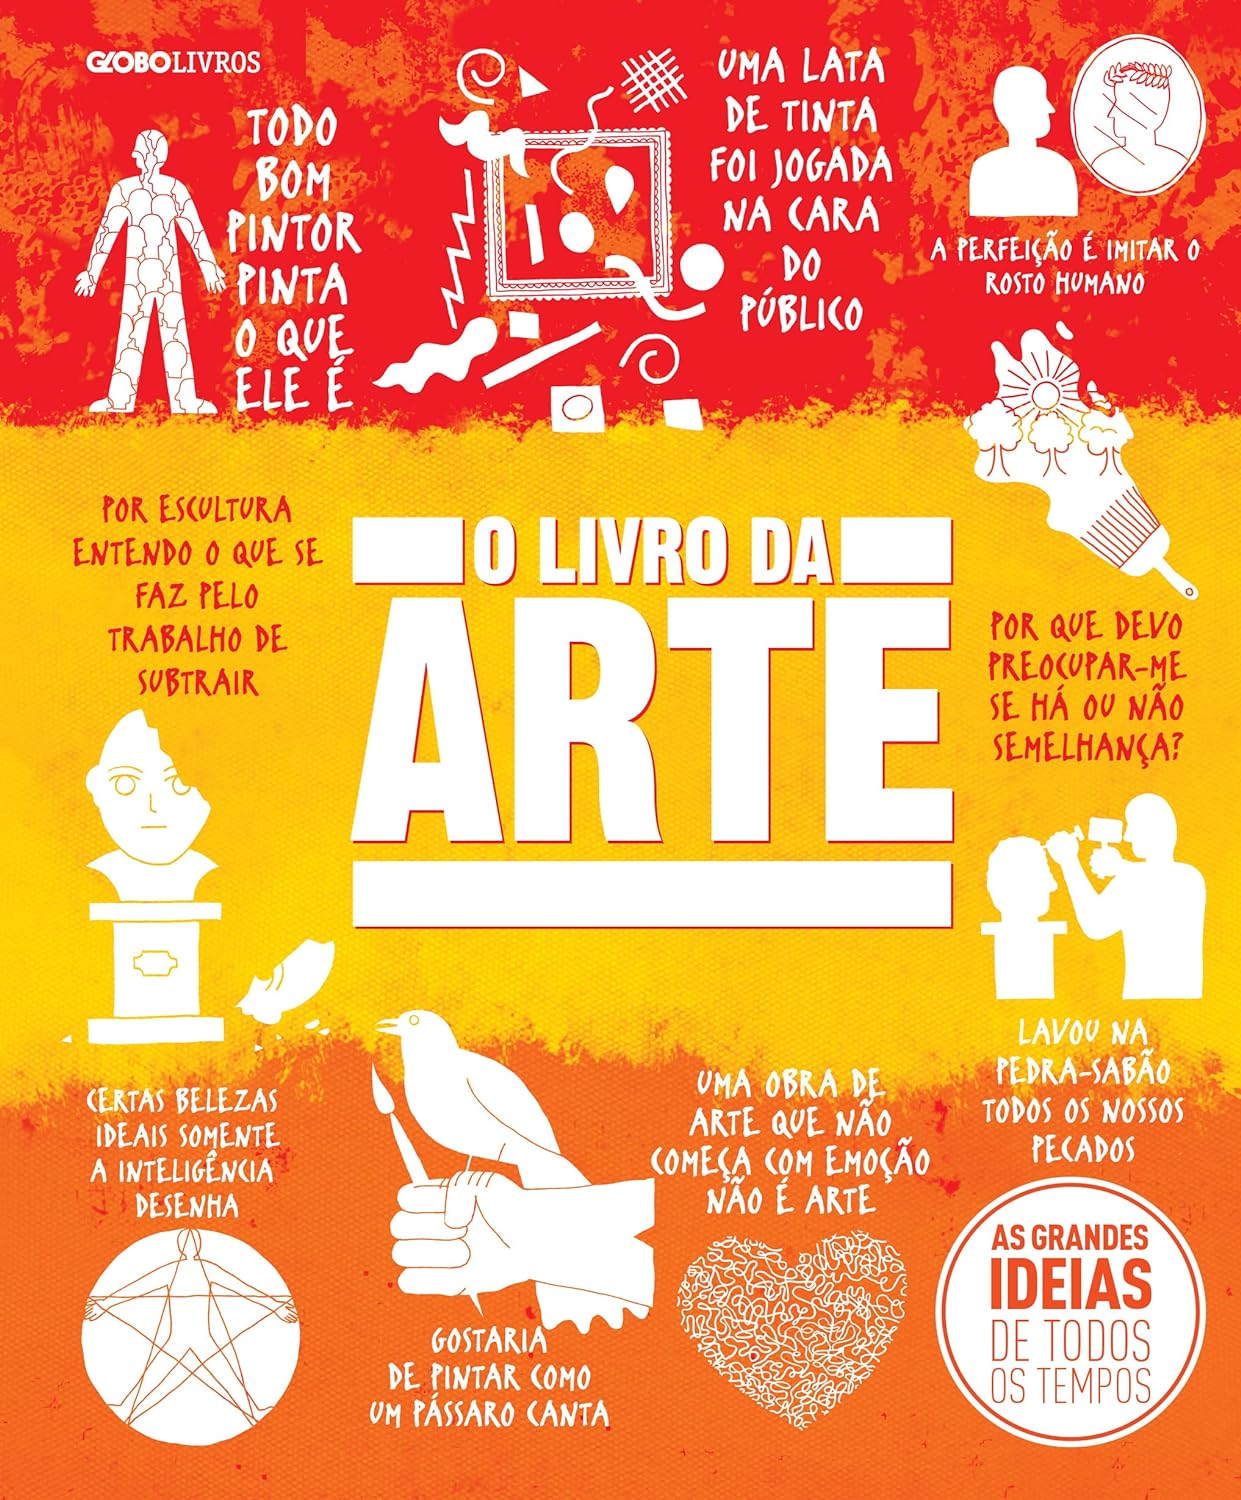 GLOBOLIVROS
TODO
BOM
PINTOR
PINTA
O QUE
ELE É
UMA LATA
DE TINTA
FOI JOGADA
NA CARA
DO
PÚBLICO
A PERFEIÇÃO É IMITAR O
ROSTO HUMANO
POR ESCULTURA
ENTENDO O QUE SE
FAZ PELO
TRABALHO DE
SUBTRAIR
O LIVRO DA
ARTE
POR QUE DEVO
PREOCUPAR-ME
SE HÁ OU NÃO
SEMELHANÇA?
LAVOU NA
PEDRA-SABÃO
TODOS OS NOSSOS
PECADOS
CERTAS BELEZAS
IDEAIS SOMENTE
A INTELIGÊNCIA
DESENHA
GOSTARIA
DE PINTAR COMO
UM PÁSSARO CANTA
UMA OBRA DE
ARTE QUE NÃO
COMEÇA COM EMOÇÃO
NÃO É ARTE
AS GRANDES
IDEIAS
DE TODOS
OS TEMPOS